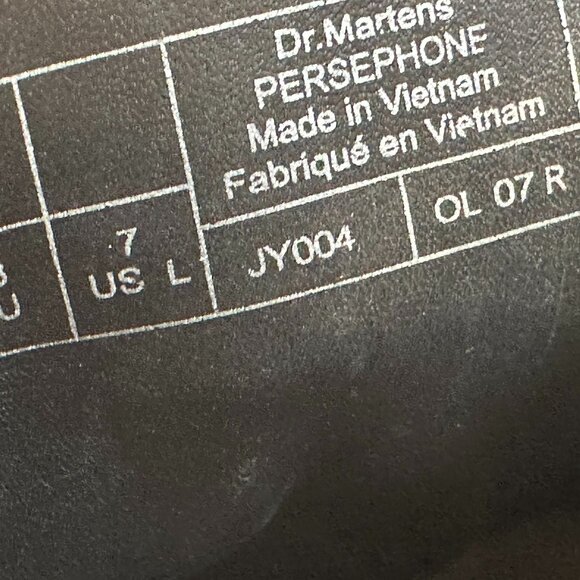 Dr.Martens
PERSEPHONE
Made in Vietnam
Fabriqué en Vietnam
7
US L
JY004
OL 07 R